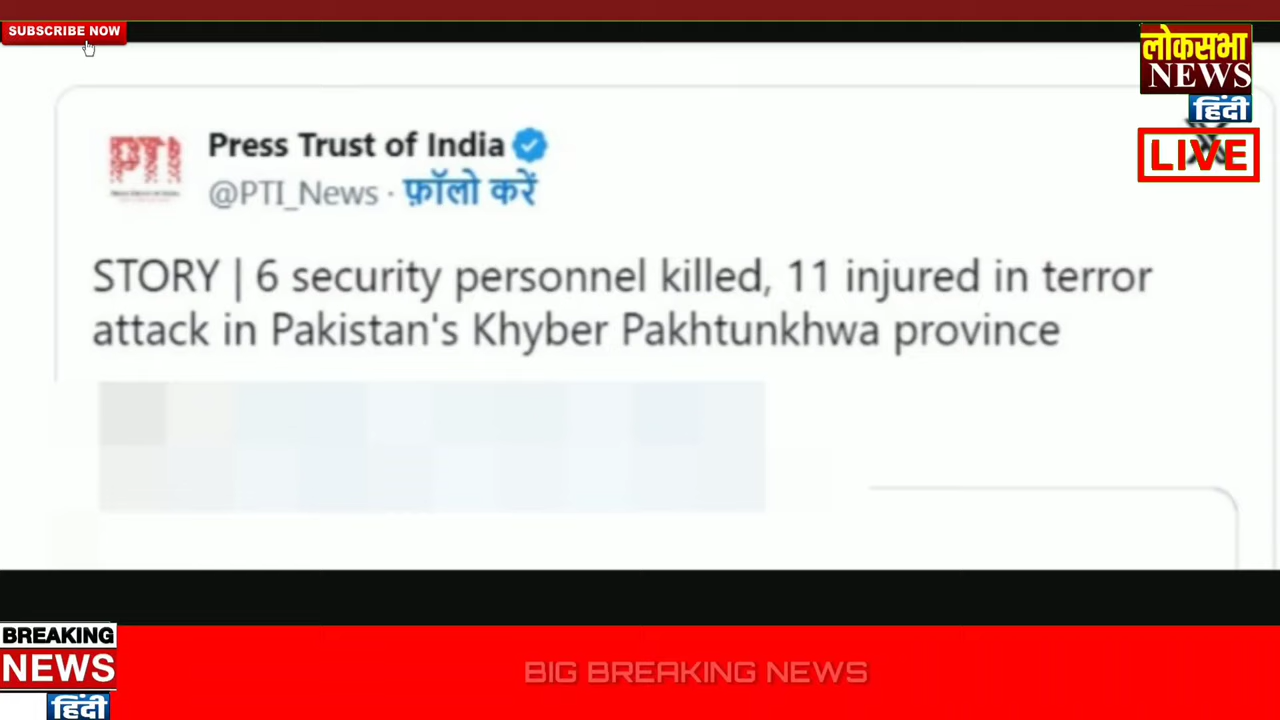 SUBSCRIBE NOW
लोकसभा
NEWS
हिंदी
LIVE
PTI
Press Trust of India
@PTI_News · फ़ॉलो करें
STORY | 6 security personnel killed, 11 injured in terror
attack in Pakistan's Khyber Pakhtunkhwa province
BREAKING
NEWS
हिंदी
BIG BREAKING NEWS